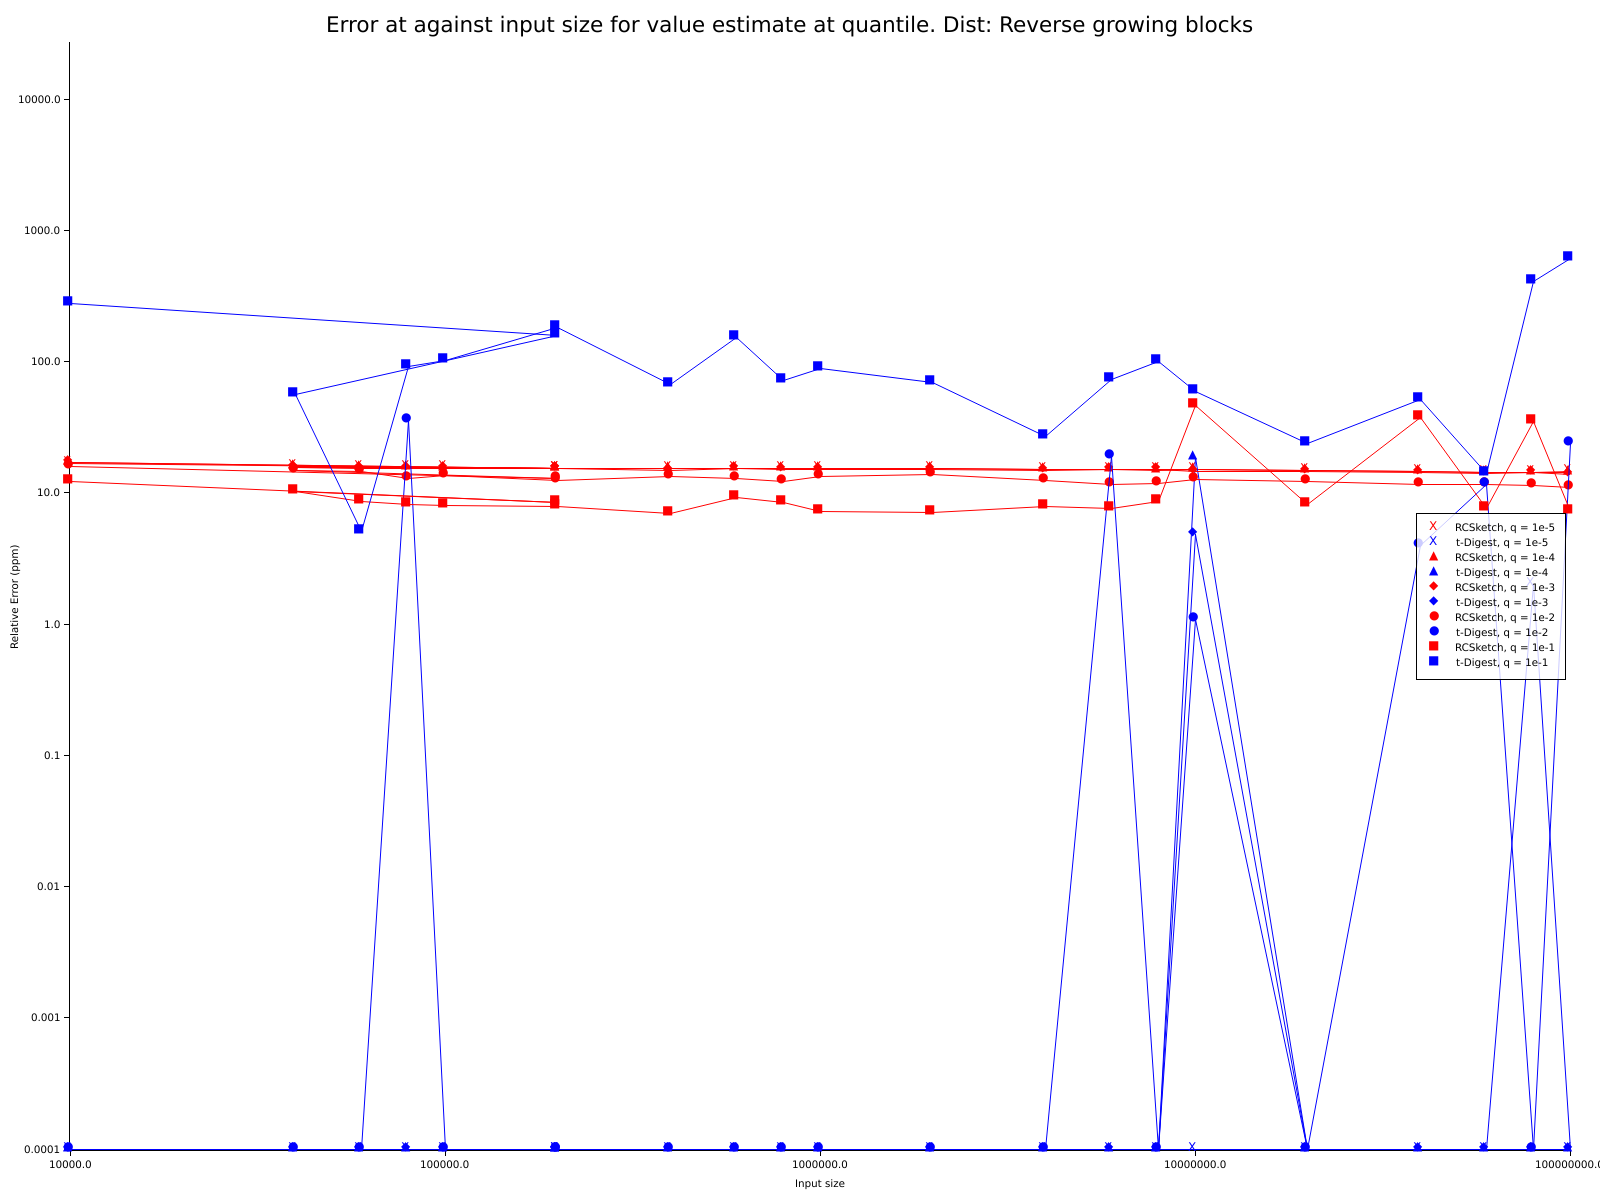 Error at against input size for value estimate at quantile. Dist: Reverse growing blocks
10000.0
1000.0
100.0
10.0
1.0
0.1
0.01
0.001
0.0001
Relative Error (ppm)
RCSketch, q = 1e-5
t-Digest, q = 1e-5
RCSketch, q = 1e-4
t-Digest, q = 1e-4
RCSketch, q = 1e-3
t-Digest, q = 1e-3
RCSketch, q = 1e-2
t-Digest, q = 1e-2
RCSketch, q = 1e-1
t-Digest, q = 1e-1
10000.0 100000.0 1000000.0 10000000.0 100000000.0
Input size